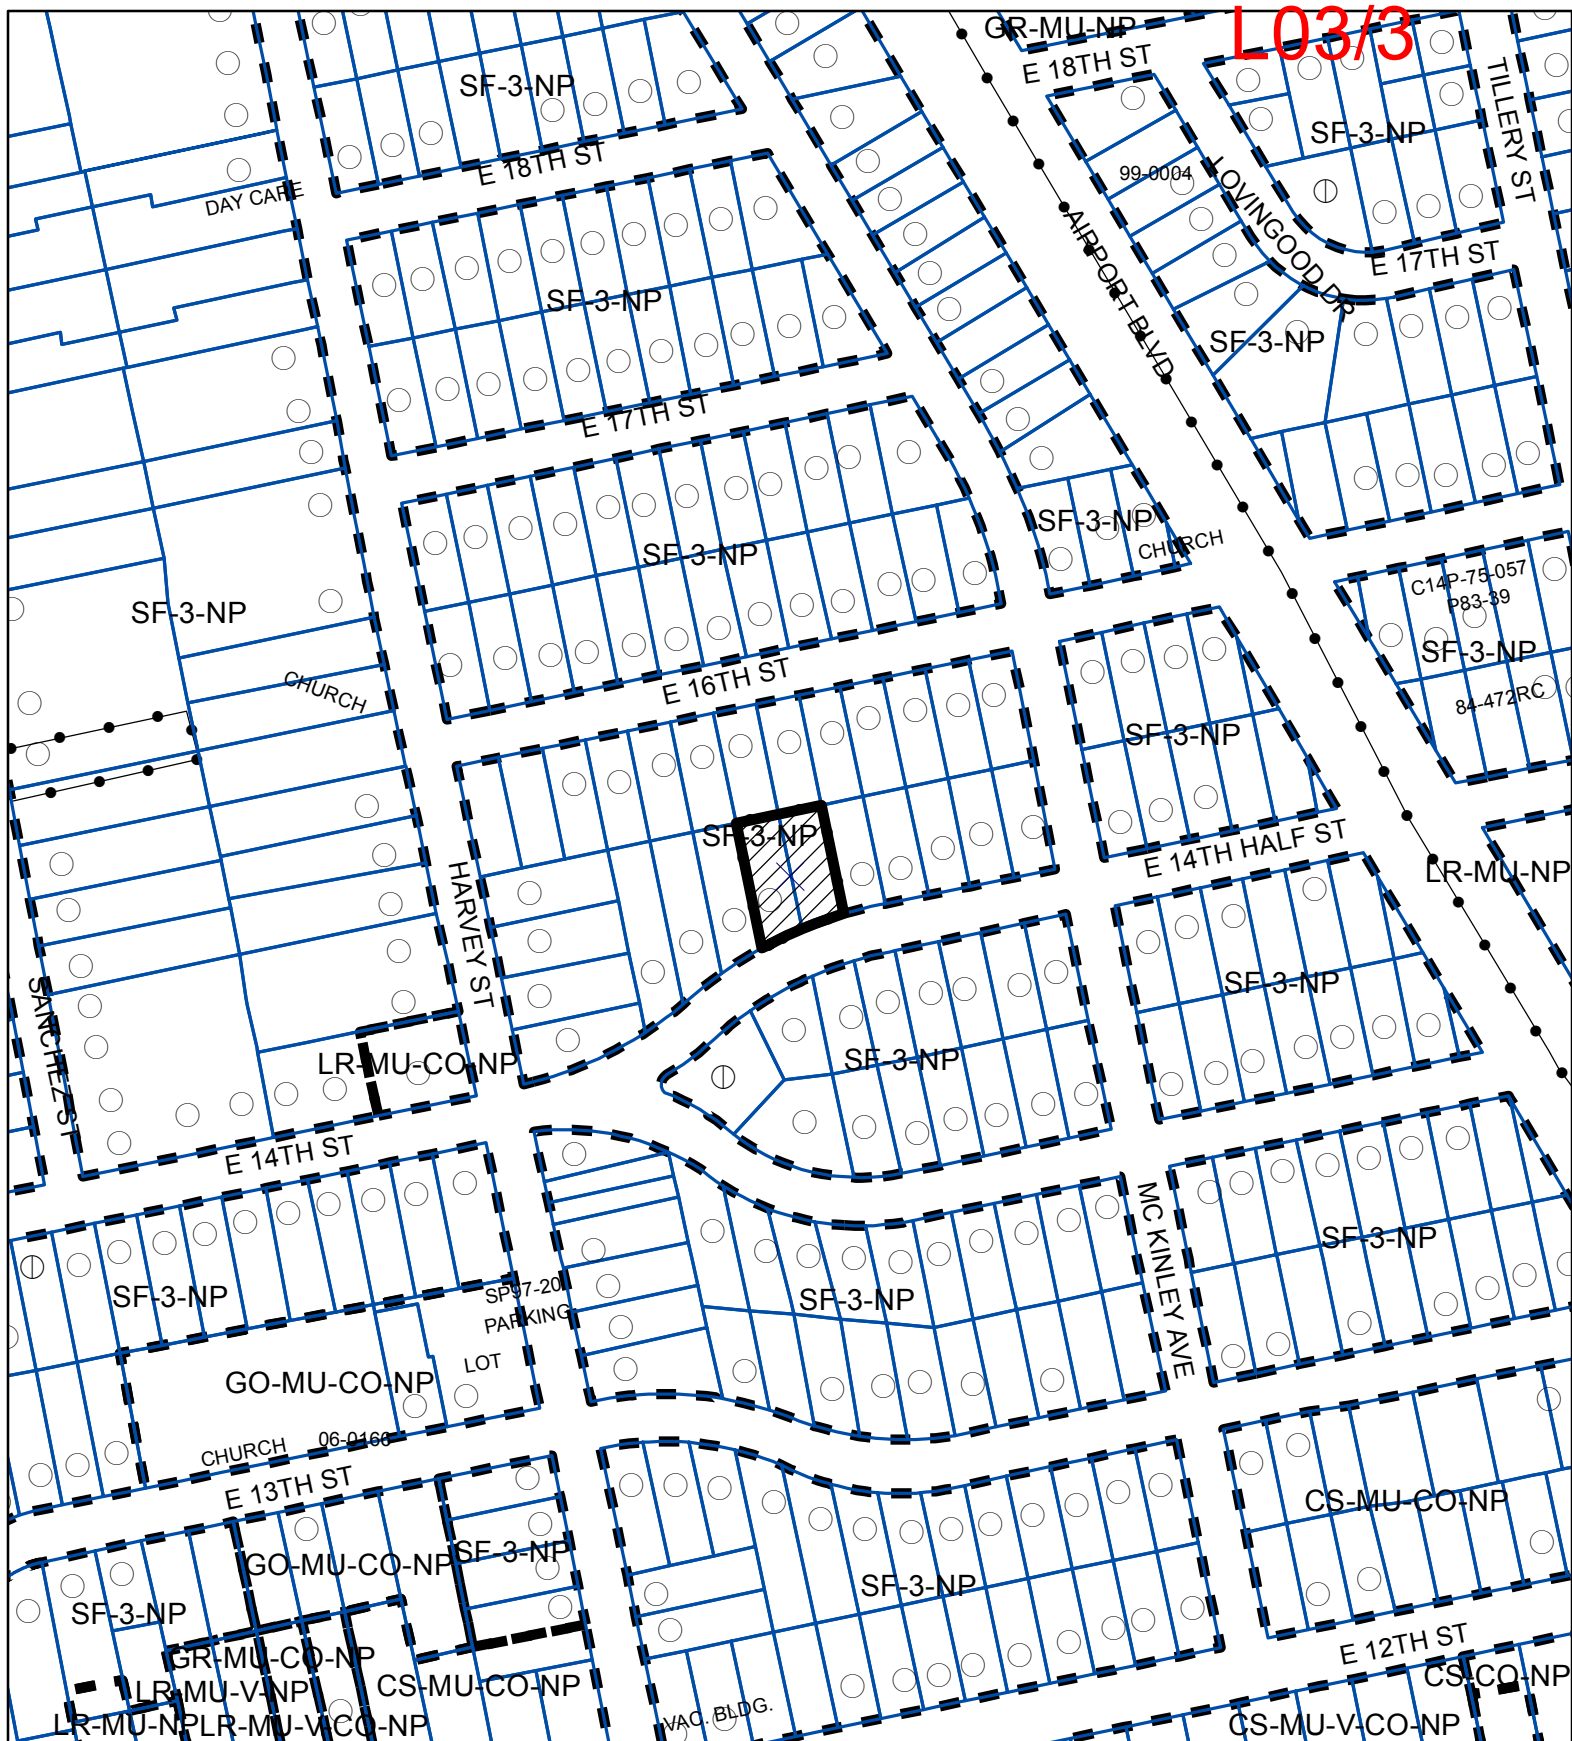 GR-MU-NP
L03/3
E 18TH ST
SF-3-NP
TILLERY ST
SF-3-NP
E 18TH ST
99-0004
LOVINGOOD DR
DAY CARE
AIRPORT BLVD
E 17TH ST
SF-3-NP
SF-3-NP
E 17TH ST
SF-3-NP
CHURCH
SF-3-NP
C14P-75-057
P83-39
SF-3-NP
SF-3-NP
E 16TH ST
CHURCH
84-472RC
SF-3-NP
SF-3-NP
E 14TH HALF ST
LR-MU-NP
HARVEY ST
SF-3-NP
SANCHEZ ST
LR-MU-CO-NP
SF-3-NP
E 14TH ST
MC KINLEY AVE
SF-3-NP
SF-3-NP
SP97-20
PARKING
LOT
SF-3-NP
GO-MU-CO-NP
CHURCH
06-0166
E 13TH ST
CS-MU-CO-NP
GO-MU-CO-NP
SF-3-NP
SF-3-NP
SF-3-NP
E 12TH ST
GR-MU-CO-NP
CS-CO-NP
LR-MU-V-NP
CS-MU-CO-NP
VAC. BLDG.
LR-MU-NP
LR-MU-V-CO-NP
CS-MU-V-CO-NP